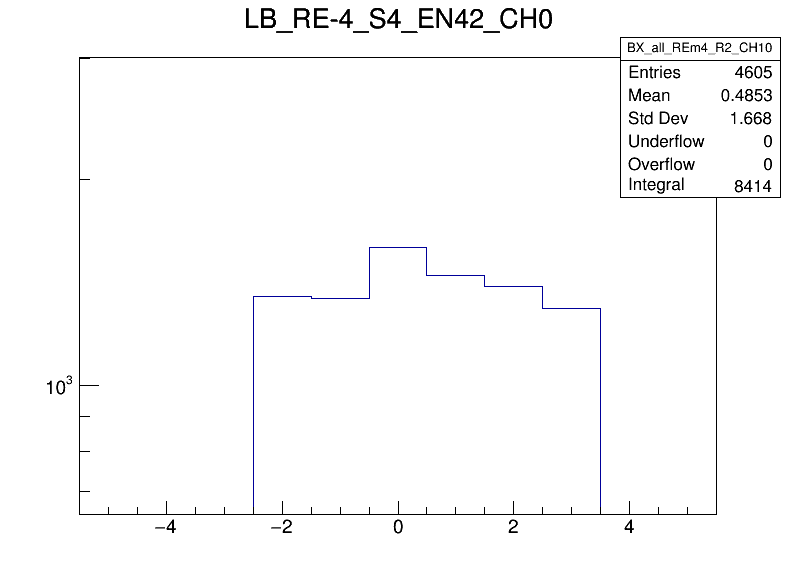 LB_RE-4_S4_EN42_CH0
BX_all_REm4_R2_CH10
Entries 4605
Mean 0.4853
Std Dev 1.668
Underflow 0
Overflow 0
Integral 8414
10³
−4 −2 0 2 4